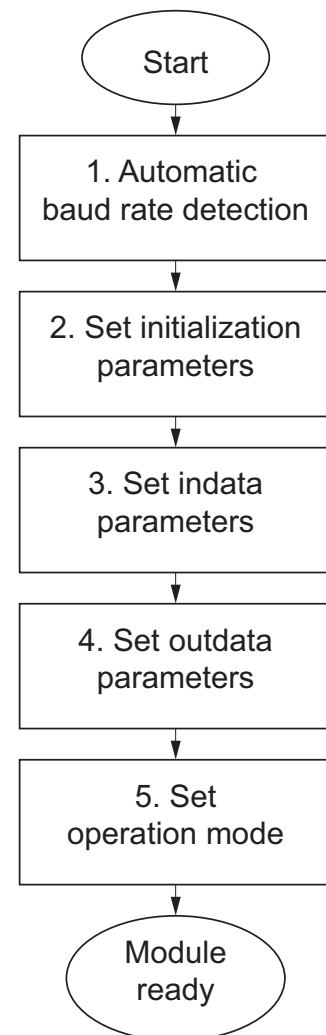 Start
1. Automatic
baud rate detection
2. Set initialization
parameters
3. Set indata
parameters
4. Set outdata
parameters
5. Set
operation mode
Module
ready